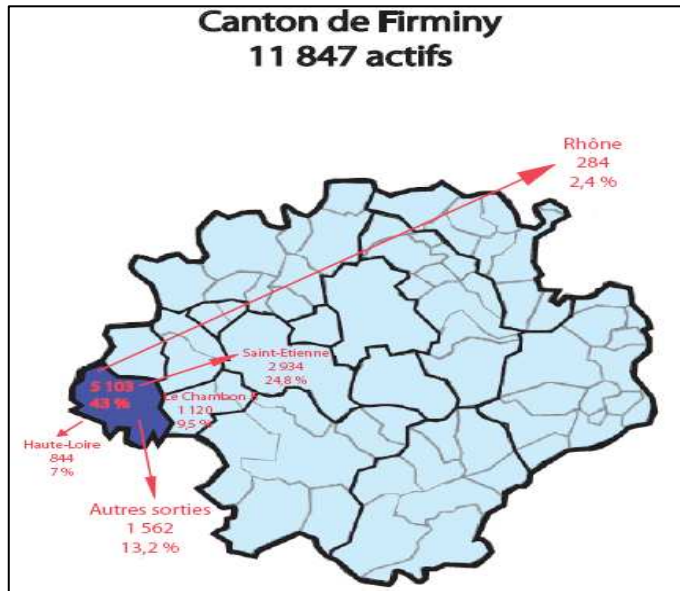 Canton de Firminy
11 847 actifs
Rhône
284
2,4 %
Saint-Etienne
2 934
24,8 %
5 103
43 %
Le Chambon F
1 120
9,5 %
Haute-Loire
844
7 %
Autres sorties
1 562
13,2 %